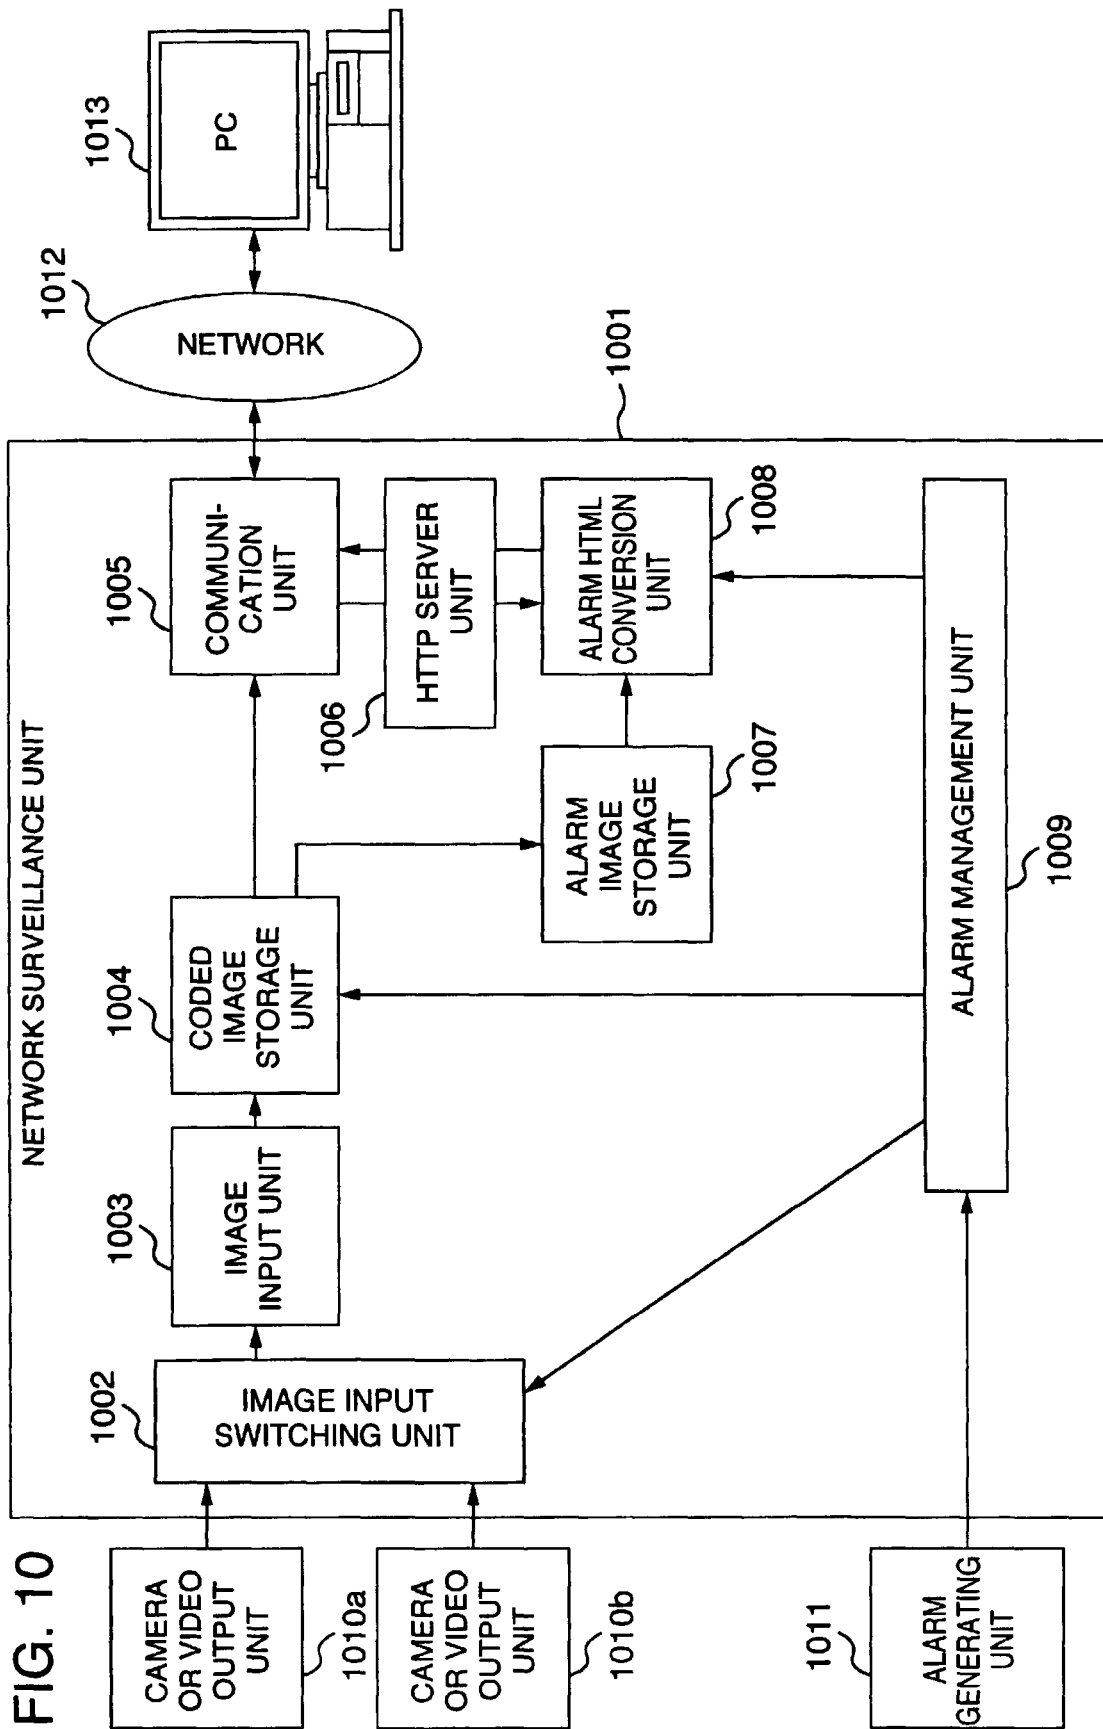 FIG. 10
NETWORK SURVEILLANCE UNIT
CAMERA
OR VIDEO
OUTPUT
UNIT
1010a
CAMERA
OR VIDEO
OUTPUT
UNIT
1010b
ALARM
GENERATING
UNIT
1011
1002
IMAGE INPUT
SWITCHING UNIT
1003
IMAGE
INPUT UNIT
1004
CODED
IMAGE
STORAGE
UNIT
1005
COMMUNI-
CATION
UNIT
HTTP SERVER
UNIT
1006
ALARM
IMAGE
STORAGE
UNIT
1007
ALARM HTML
CONVERSION
UNIT
1008
ALARM MANAGEMENT UNIT
1009
1001
1012
NETWORK
1013
PC